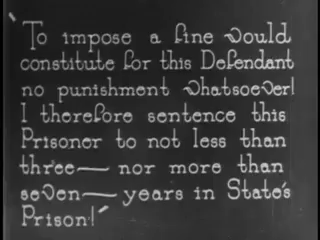 To impose a fine would
constitute for this Defendant
no punishment whatsoever!
I therefore sentence this
Prisoner to not less than
three— nor more than
seven— years in State's
Prison!